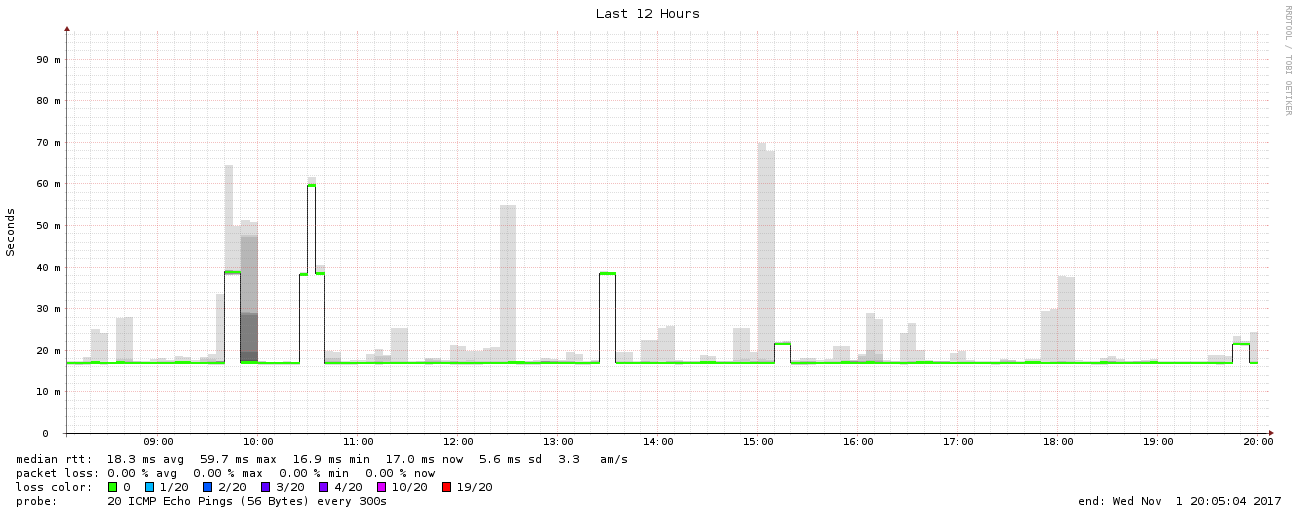 Last 12 Hours
RRDTOOL / TOBI OETIKER
Seconds
90 m
80 m
70 m
60 m
50 m
40 m
30 m
20 m
10 m
0
09:00 10:00 11:00 12:00 13:00 14:00 15:00 16:00 17:00 18:00 19:00 20:00
median rtt: 18.3 ms avg 59.7 ms max 16.9 ms min 17.0 ms now 5.6 ms sd 3.3 am/s
packet loss: 0.00 % avg 0.00 % max 0.00 % min 0.00 % now
loss color: 0 1/20 2/20 3/20 4/20 10/20 19/20
probe: 20 ICMP Echo Pings (56 Bytes) every 300s end: Wed Nov 1 20:05:04 2017